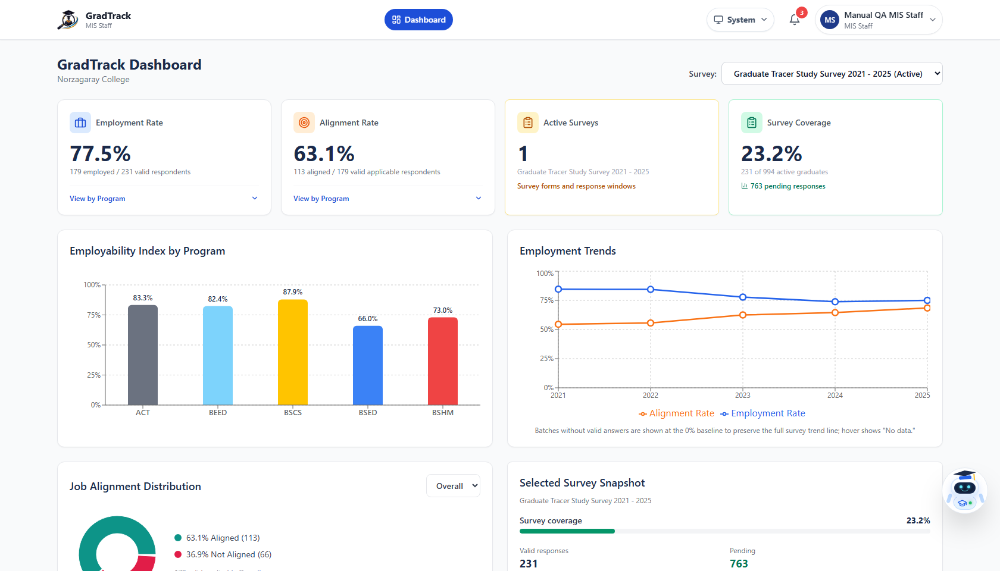 GradTrack
MIS Staff
Dashboard
System
3
MS
Manual QA MIS Staff
MIS Staff
GradTrack Dashboard
Norzagaray College
Survey:
Graduate Tracer Study Survey 2021 - 2025 (Active)
Employment Rate
77.5%
179 employed / 231 valid respondents
View by Program
Alignment Rate
63.1%
113 aligned / 179 valid applicable respondents
View by Program
Active Surveys
1
Graduate Tracer Study Survey 2021 - 2025
Survey forms and response windows
Survey Coverage
23.2%
231 of 994 active graduates
763 pending responses
Employability Index by Program
100%
75%
50%
25%
0%
83.3%
82.4%
87.9%
66.0%
73.0%
ACT
BEED
BSCS
BSED
BSHM
Employment Trends
100%
75%
50%
25%
0%
2021
2022
2023
2024
2025
Alignment Rate
Employment Rate
Batches without valid answers are shown at the 0% baseline to preserve the full survey trend line; hover shows "No data."
Job Alignment Distribution
Overall
63.1% Aligned (113)
36.9% Not Aligned (66)
Selected Survey Snapshot
Graduate Tracer Study Survey 2021 - 2025
Survey coverage
23.2%
Valid responses
231
Pending
763